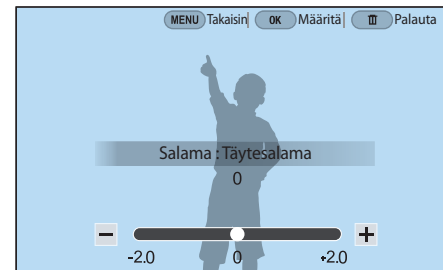 MENU Takaisin| OK Määritä| Palauta
Salama : Täytesalama
0
− +
-2.0 0 +2.0